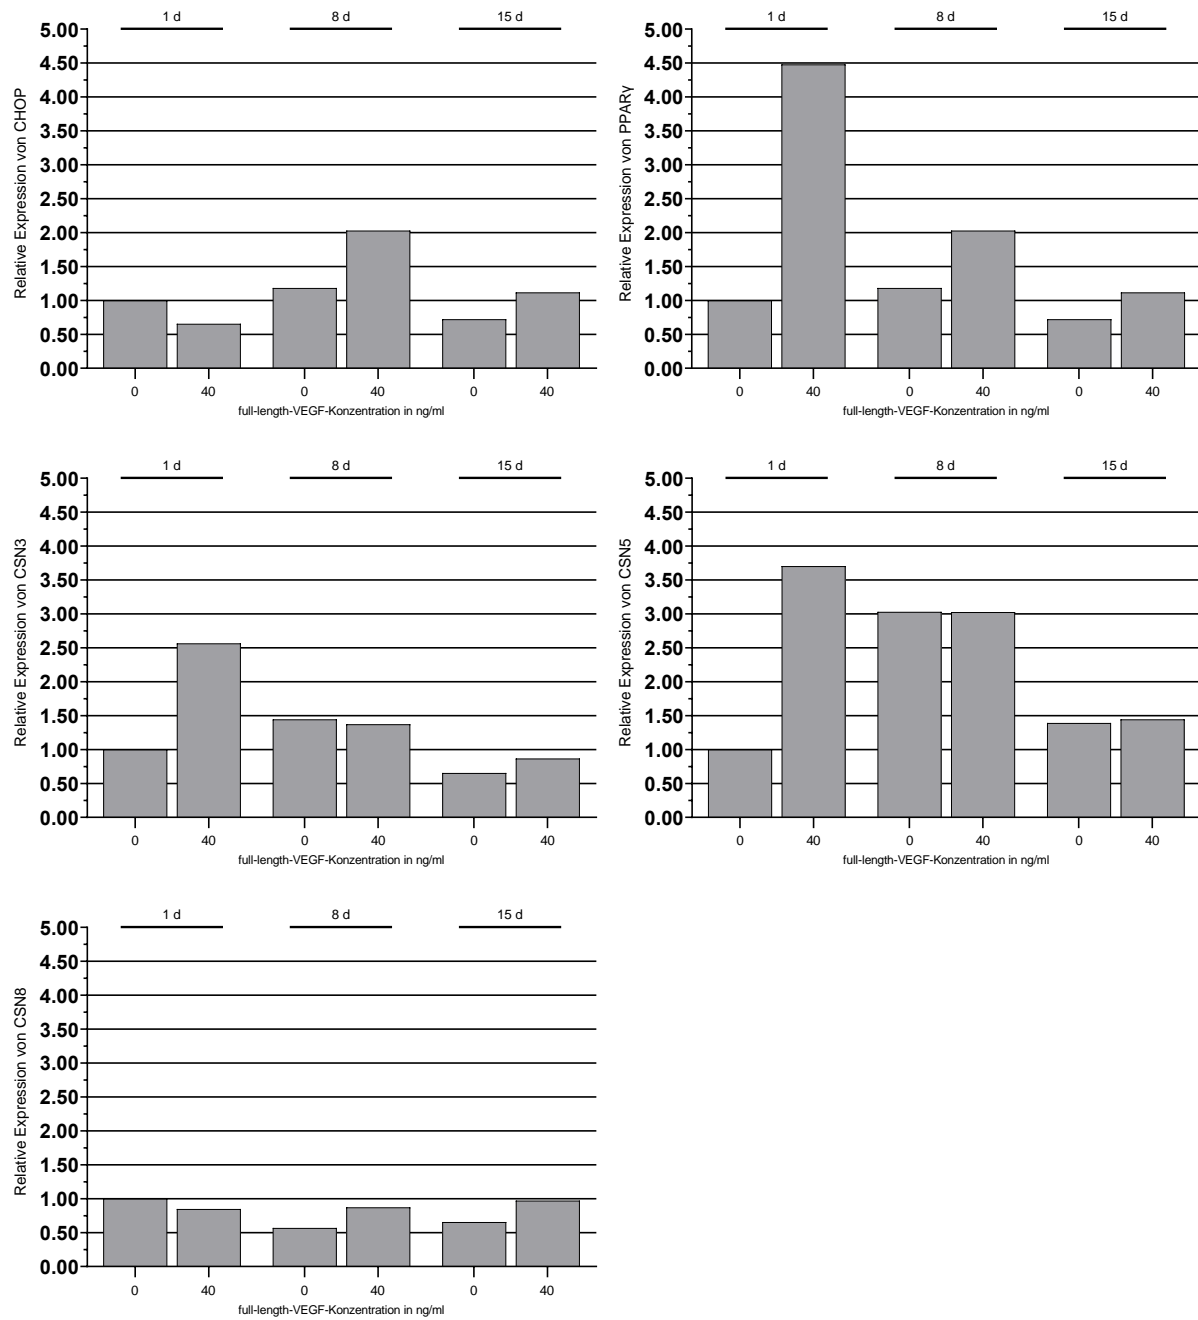 1 d 8 d 15 d
5.00
4.50
4.00
3.50
3.00
2.50
2.00
1.50
1.00
0.50
0.00
Relative Expression von CHOP
0 40 0 40 0 40
full-length-VEGF-Konzentration in ng/ml
1 d 8 d 15 d
5.00
4.50
4.00
3.50
3.00
2.50
2.00
1.50
1.00
0.50
0.00
Relative Expression von PPARγ
0 40 0 40 0 40
full-length-VEGF-Konzentration in ng/ml
1 d 8 d 15 d
5.00
4.50
4.00
3.50
3.00
2.50
2.00
1.50
1.00
0.50
0.00
Relative Expression von CSN3
0 40 0 40 0 40
full-length-VEGF-Konzentration in ng/ml
1 d 8 d 15 d
5.00
4.50
4.00
3.50
3.00
2.50
2.00
1.50
1.00
0.50
0.00
Relative Expression von CSN5
0 40 0 40 0 40
full-length-VEGF-Konzentration in ng/ml
1 d 8 d 15 d
5.00
4.50
4.00
3.50
3.00
2.50
2.00
1.50
1.00
0.50
0.00
Relative Expression von CSN8
0 40 0 40 0 40
full-length-VEGF-Konzentration in ng/ml